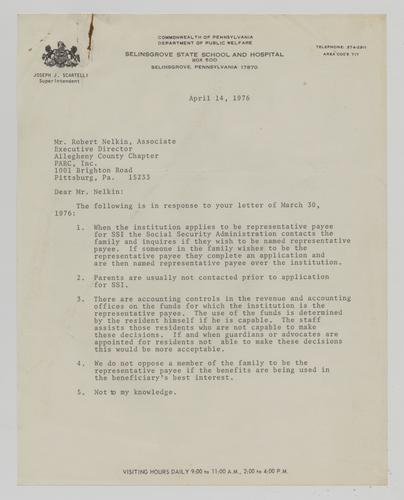 COMMONWEALTH OF PENNSYLVANIA
DEPARTMENT OF PUBLIC WELFARE
SELINSGROVE STATE SCHOOL AND HOSPITAL
BOX 500
SELINSGROVE, PENNSYLVANIA 17870
TELEPHONE: 374-2911
AREA CODE 717
JOSEPH J. SCARTELLI
Superintendent
April 14, 1976
Mr. Robert Nelkin, Associate
Executive Director
Allegheny County Chapter
PARC, Inc.
1001 Brighton Road
Pittsburg, Pa. 15233
Dear Mr. Nelkin:
The following is in response to your letter of March 30,
1976:
1. When the institution applies to be representative payee
for SSI the Social Security Administration contacts the
family and inquires if they wish to be named representative
payee. If someone in the family wishes to be the
representative payee they complete an application and
are then named representative payee over the institution.
2. Parents are usually not contacted prior to application
for SSI.
3. There are accounting controls in the revenue and accounting
offices on the funds for which the institution is the
representative payee. The use of the funds is determined
by the resident himself if he is capable. The staff
assists those residents who are not capable to make
these decisions. If and when guardians or advocates are
appointed for residents not able to make these decisions
this would be more acceptable.
4. We do not oppose a member of the family to be the
representative payee if the benefits are being used in
the beneficiary's best interest.
5. Not to my knowledge.
VISITING HOURS DAILY 9:00 to 11:00 A.M., 2:00 to 4:00 P.M.